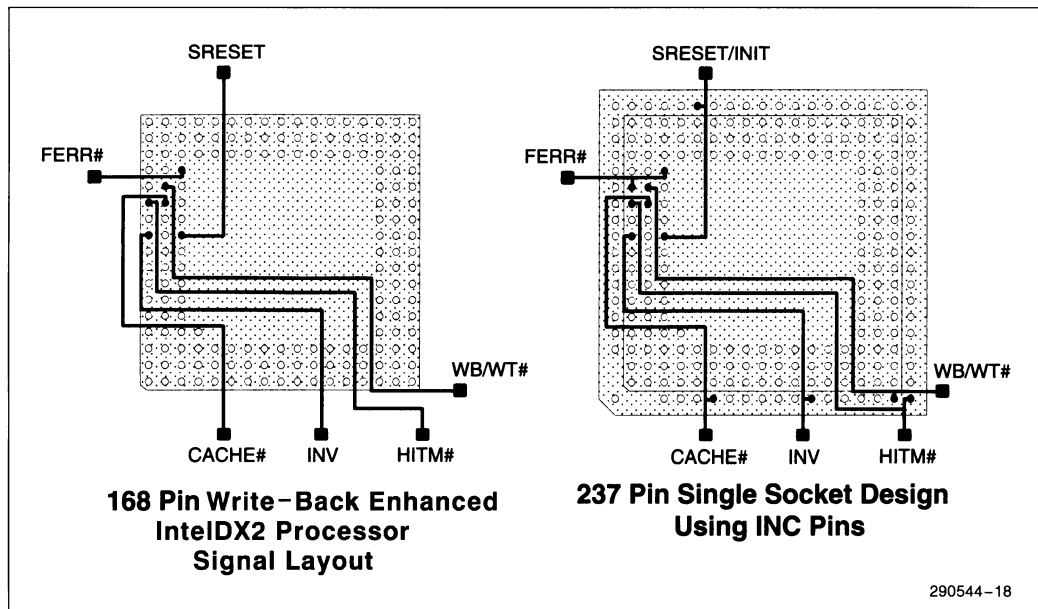 SRESET
FERR#
WB/WT#
CACHE#
INV
HITM#
168 Pin Write-Back Enhanced
IntelDX2 Processor
Signal Layout
SRESET/INIT
FERR#
WB/WT#
CACHE#
INV
HITM#
237 Pin Single Socket Design
Using INC Pins
290544-18